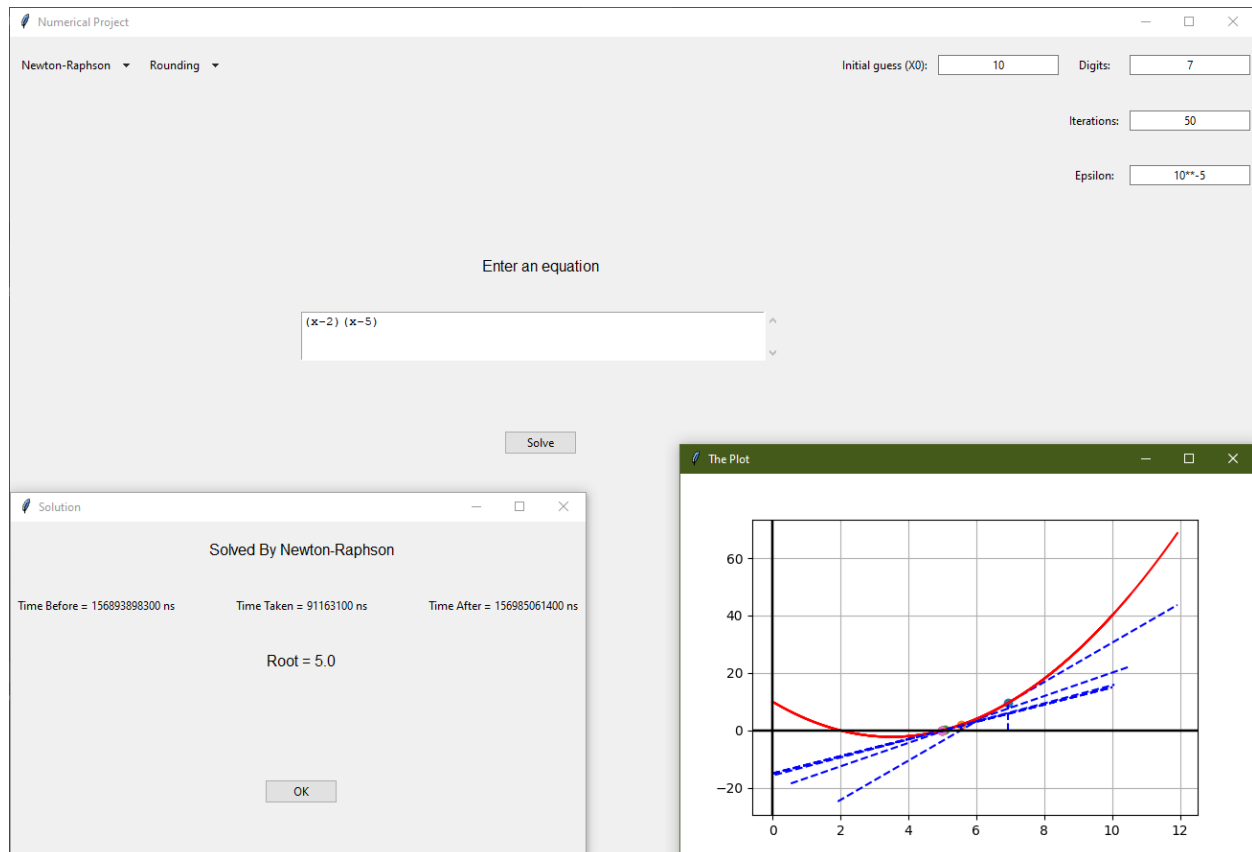 Numerical Project
Newton-Raphson Rounding Initial guess (X0): 10 Digits: 7
Iterations: 50
Epsilon: 10**-5
Enter an equation
(x-2)(x-5)
Solve
Solution
Solved By Newton-Raphson
Time Before = 156893898300 ns Time Taken = 91163100 ns Time After = 156985061400 ns
Root = 5.0
OK
The Plot
60
40
20
0
−20
0 2 4 6 8 10 12